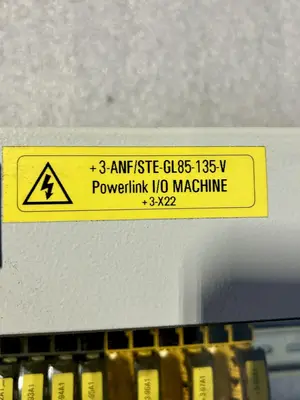 +3-ANF/STE-GL85-135-V
Powerlink I/O MACHINE
+3-X22